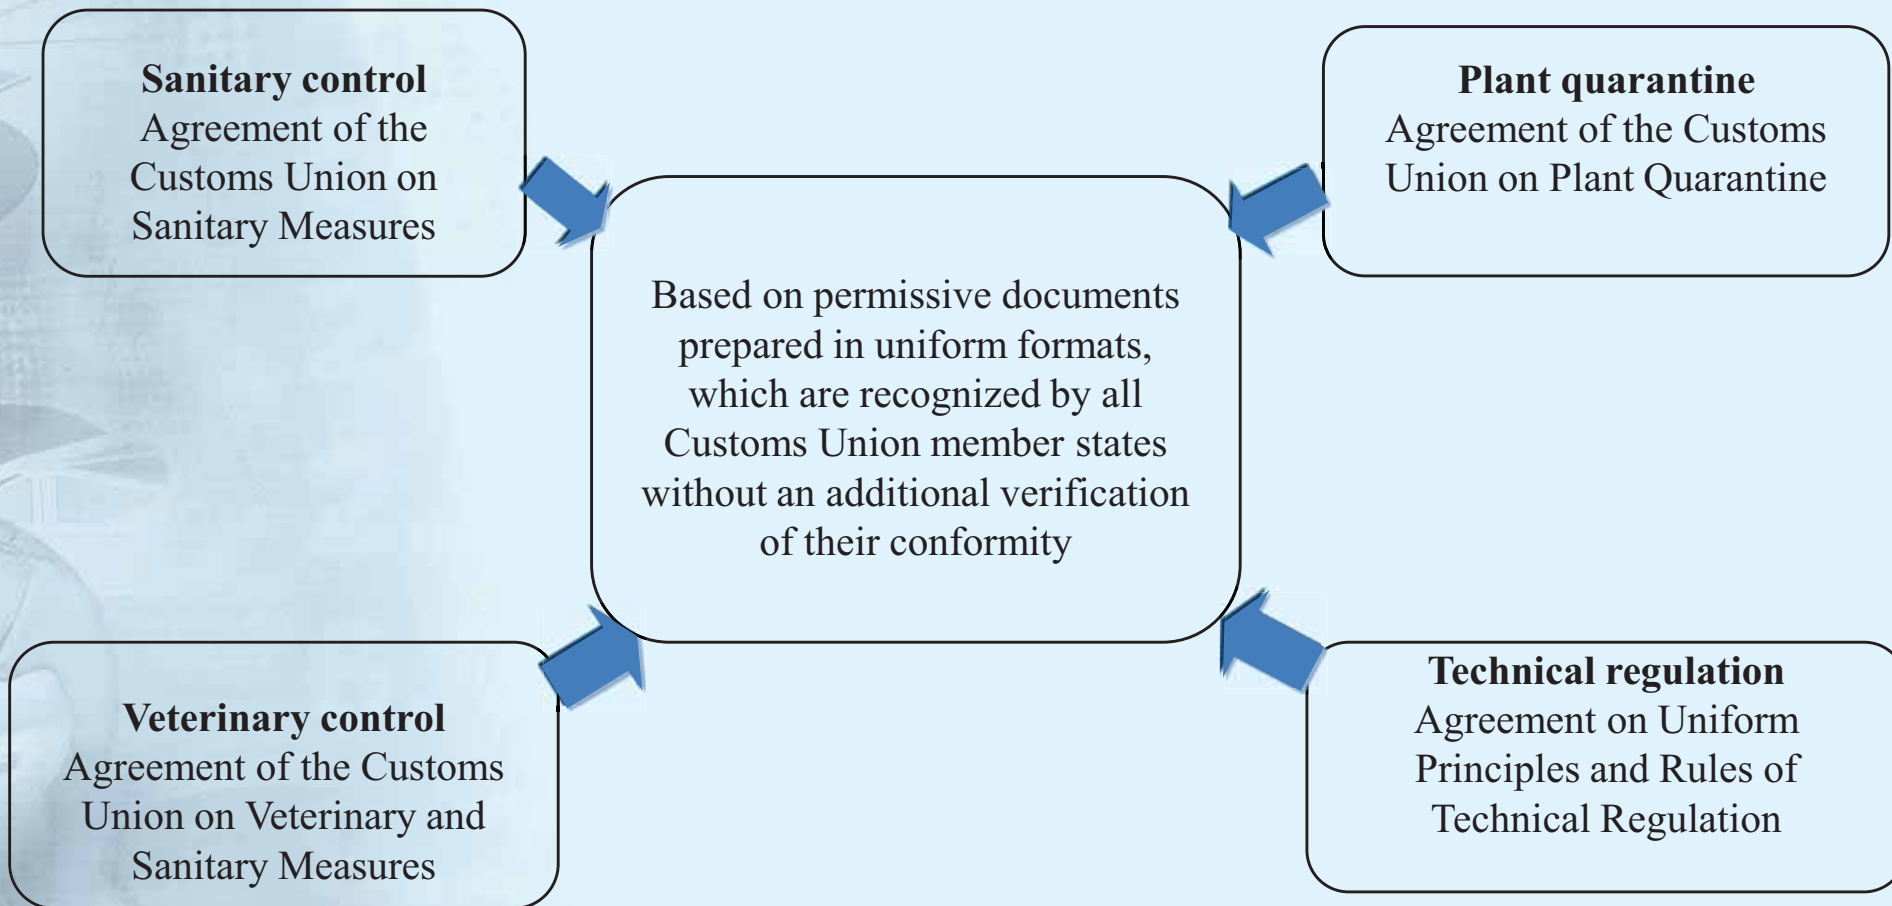 Sanitary control
Agreement of the
Customs Union on
Sanitary Measures
Plant quarantine
Agreement of the Customs
Union on Plant Quarantine
Based on permissive documents
prepared in uniform formats,
which are recognized by all
Customs Union member states
without an additional verification
of their conformity
Veterinary control
Agreement of the Customs
Union on Veterinary and
Sanitary Measures
Technical regulation
Agreement on Uniform
Principles and Rules of
Technical Regulation